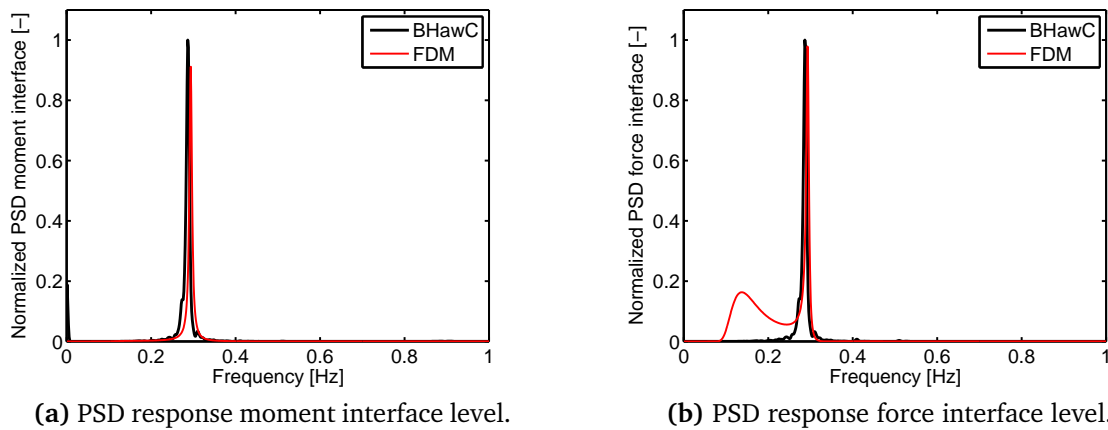 Normalized PSD moment interface [−]
1
0.8
0.6
0.4
0.2
0
BHawC
FDM
0 0.2 0.4 0.6 0.8 1
Frequency [Hz]
(a) PSD response moment interface level.
Normalized PSD force interface [−]
1
0.8
0.6
0.4
0.2
0
BHawC
FDM
0 0.2 0.4 0.6 0.8 1
Frequency [Hz]
(b) PSD response force interface level.